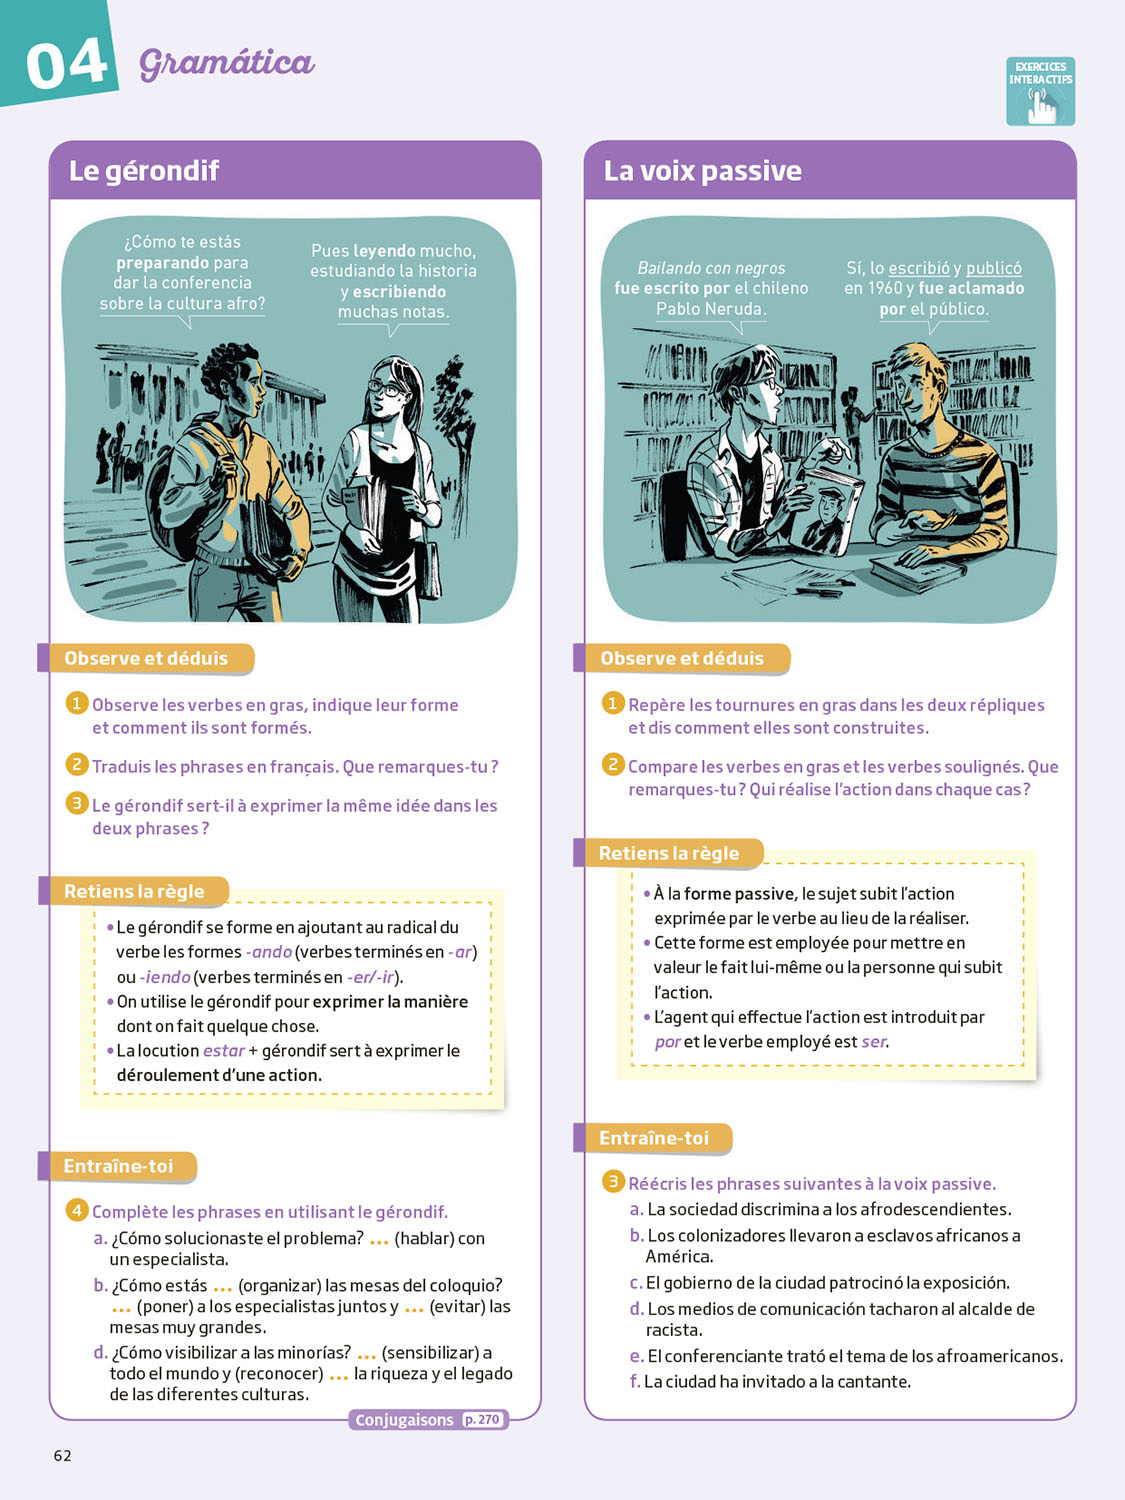 04
Gramática
EXERCICES
INTERACTIFS
Le gérondif
¿Cómo te estás
preparando para
dar la conferencia
sobre la cultura afro?
Pues leyendo mucho,
estudiando la historia
y escribiendo
muchas notas.
Observe et déduis
1 Observe les verbes en gras, indique leur forme
et comment ils sont formés.
2 Traduis les phrases en français. Que remarques-tu ?
3 Le gérondif sert-il à exprimer la même idée dans les
deux phrases ?
Retiens la règle
• Le gérondif se forme en ajoutant au radical du
verbe les formes -ando (verbes terminés en -ar)
ou -iendo (verbes terminés en -er/-ir).
• On utilise le gérondif pour exprimer la manière
dont on fait quelque chose.
• La locution estar + gérondif sert à exprimer le
déroulement d'une action.
Entraîne-toi
4 Complète les phrases en utilisant le gérondif.
a. ¿Cómo solucionaste el problema? ... (hablar) con
un especialista.
b. ¿Cómo estás ... (organizar) las mesas del coloquio?
... (poner) a los especialistas juntos y ... (evitar) las
mesas muy grandes.
d. ¿Cómo visibilizar a las minorías? ... (sensibilizar) a
todo el mundo y (reconocer) ... la riqueza y el legado
de las diferentes culturas.
Conjugaisons p. 270
La voix passive
Bailando con negros
fue escrito por el chileno
Pablo Neruda.
Sí, lo escribió y publicó
en 1960 y fue aclamado
por el público.
Observe et déduis
1 Repère les tournures en gras dans les deux répliques
et dis comment elles sont construites.
2 Compare les verbes en gras et les verbes soulignés. Que
remarques-tu ? Qui réalise l'action dans chaque cas ?
Retiens la règle
• À la forme passive, le sujet subit l'action
exprimée par le verbe au lieu de la réaliser.
• Cette forme est employée pour mettre en
valeur le fait lui-même ou la personne qui subit
l'action.
• L'agent qui effectue l'action est introduit par
por et le verbe employé est ser.
Entraîne-toi
3 Réécris les phrases suivantes à la voix passive.
a. La sociedad discrimina a los afrodescendientes.
b. Los colonizadores llevaron a esclavos africanos a
América.
c. El gobierno de la ciudad patrocinó la exposición.
d. Los medios de comunicación tacharon al alcalde de
racista.
e. El conferenciante trató el tema de los afroamericanos.
f. La ciudad ha invitado a la cantante.
62